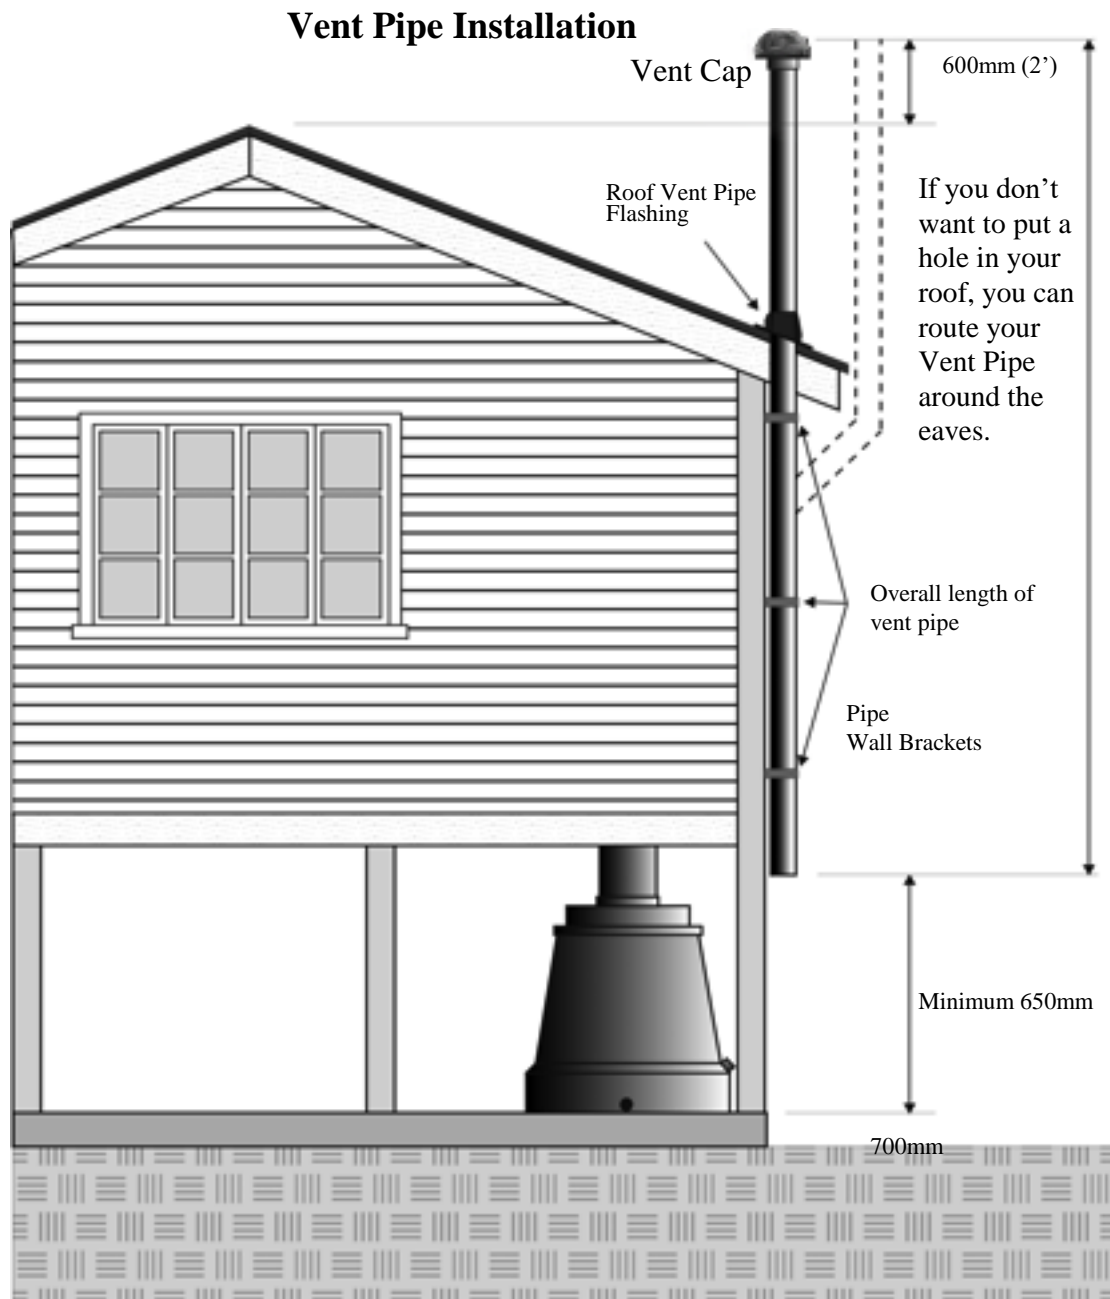 Vent Pipe Installation
Vent Cap
600mm (2’)
Roof Vent Pipe
Flashing
If you don’t
want to put a
hole in your
roof, you can
route your
Vent Pipe
around the
eaves.
Overall length of
vent pipe
Pipe
Wall Brackets
Minimum 650mm
700mm